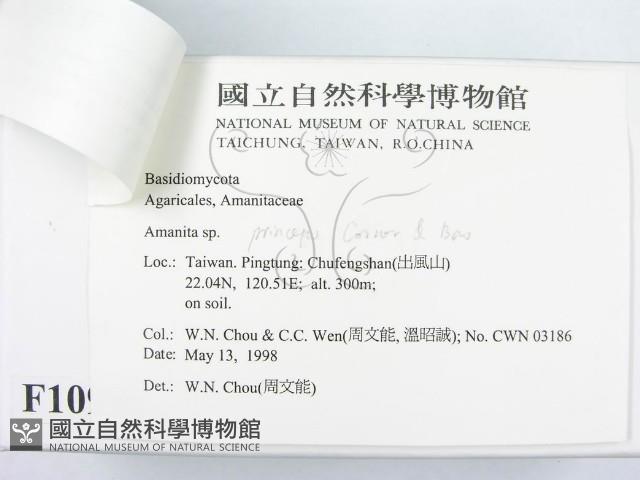 國立自然科學博物館
NATIONAL MUSEUM OF NATURAL SCIENCE
TAICHUNG, TAIWAN, R.O.CHINA
Basidiomycota
Agaricales, Amanitaceae
Amanita sp. princeps Corner & Bas
Loc.: Taiwan. Pingtung: Chufengshan(出風山)
22.04N, 120.51E; alt. 300m;
on soil.
Col.: W.N. Chou & C.C. Wen(周文能, 溫昭誠); No. CWN 03186
Date: May 13, 1998
Det.: W.N. Chou(周文能)
國立自然科學博物館
NATIONAL MUSEUM OF NATURAL SCIENCE